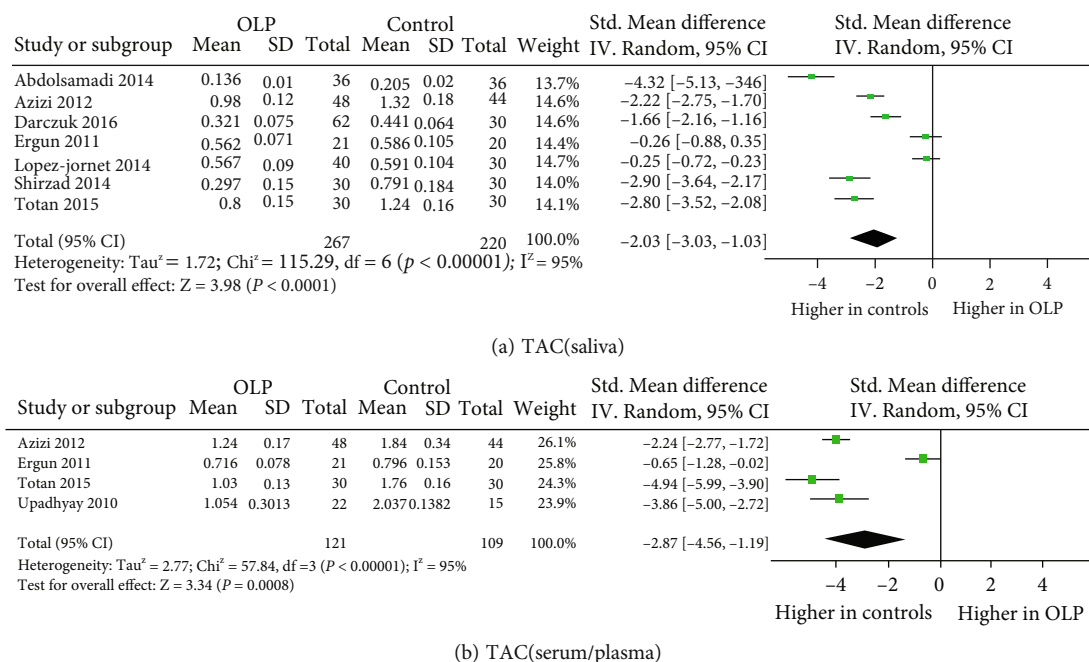 OLP Control Std. Mean difference Std. Mean difference
Study or subgroup Mean SD Total Mean SD Total Weight IV. Random, 95% CI IV. Random, 95% CI
Abdolsamadi 2014 0.136 0.01 36 0.205 0.02 36 13.7% −4.32 [−5.13, −346]
Azizi 2012 0.98 0.12 48 1.32 0.18 44 14.6% −2.22 [−2.75, −1.70]
Darczuk 2016 0.321 0.075 62 0.441 0.064 30 14.6% −1.66 [−2.16, −1.16]
Ergun 2011 0.562 0.071 21 0.586 0.105 20 14.4% −0.26 [−0.88, 0.35]
Lopez-jornet 2014 0.567 0.09 40 0.591 0.104 30 14.7% −0.25 [−0.72, −0.23]
Shirzad 2014 0.297 0.15 30 0.791 0.184 30 14.0% −2.90 [−3.64, −2.17]
Totan 2015 0.8 0.15 30 1.24 0.16 30 14.1% −2.80 [−3.52, −2.08]
Total (95% CI) 267 220 100.0% −2.03 [−3.03, −1.03]
Heterogeneity: Tauᶻ = 1.72; Chiᶻ = 115.29, df = 6 (p < 0.00001); Iᶻ = 95%
Test for overall effect: Z = 3.98 (P < 0.0001)
−4 −2 0 2 4
Higher in controls Higher in OLP
(a) TAC(saliva)
OLP Control Std. Mean difference Std. Mean difference
Study or subgroup Mean SD Total Mean SD Total Weight IV. Random, 95% CI IV. Random, 95% CI
Azizi 2012 1.24 0.17 48 1.84 0.34 44 26.1% −2.24 [−2.77, −1.72]
Ergun 2011 0.716 0.078 21 0.796 0.153 20 25.8% −0.65 [−1.28, −0.02]
Totan 2015 1.03 0.13 30 1.76 0.16 30 24.3% −4.94 [−5.99, −3.90]
Upadhyay 2010 1.054 0.3013 22 2.037 0.1382 15 23.9% −3.86 [−5.00, −2.72]
Total (95% CI) 121 109 100.0% −2.87 [−4.56, −1.19]
Heterogeneity: Tauᶻ = 2.77; Chiᶻ = 57.84, df =3 (P < 0.00001); Iᶻ = 95%
Test for overall effect: Z = 3.34 (P = 0.0008)
−4 −2 0 2 4
Higher in controls Higher in OLP
(b) TAC(serum/plasma)